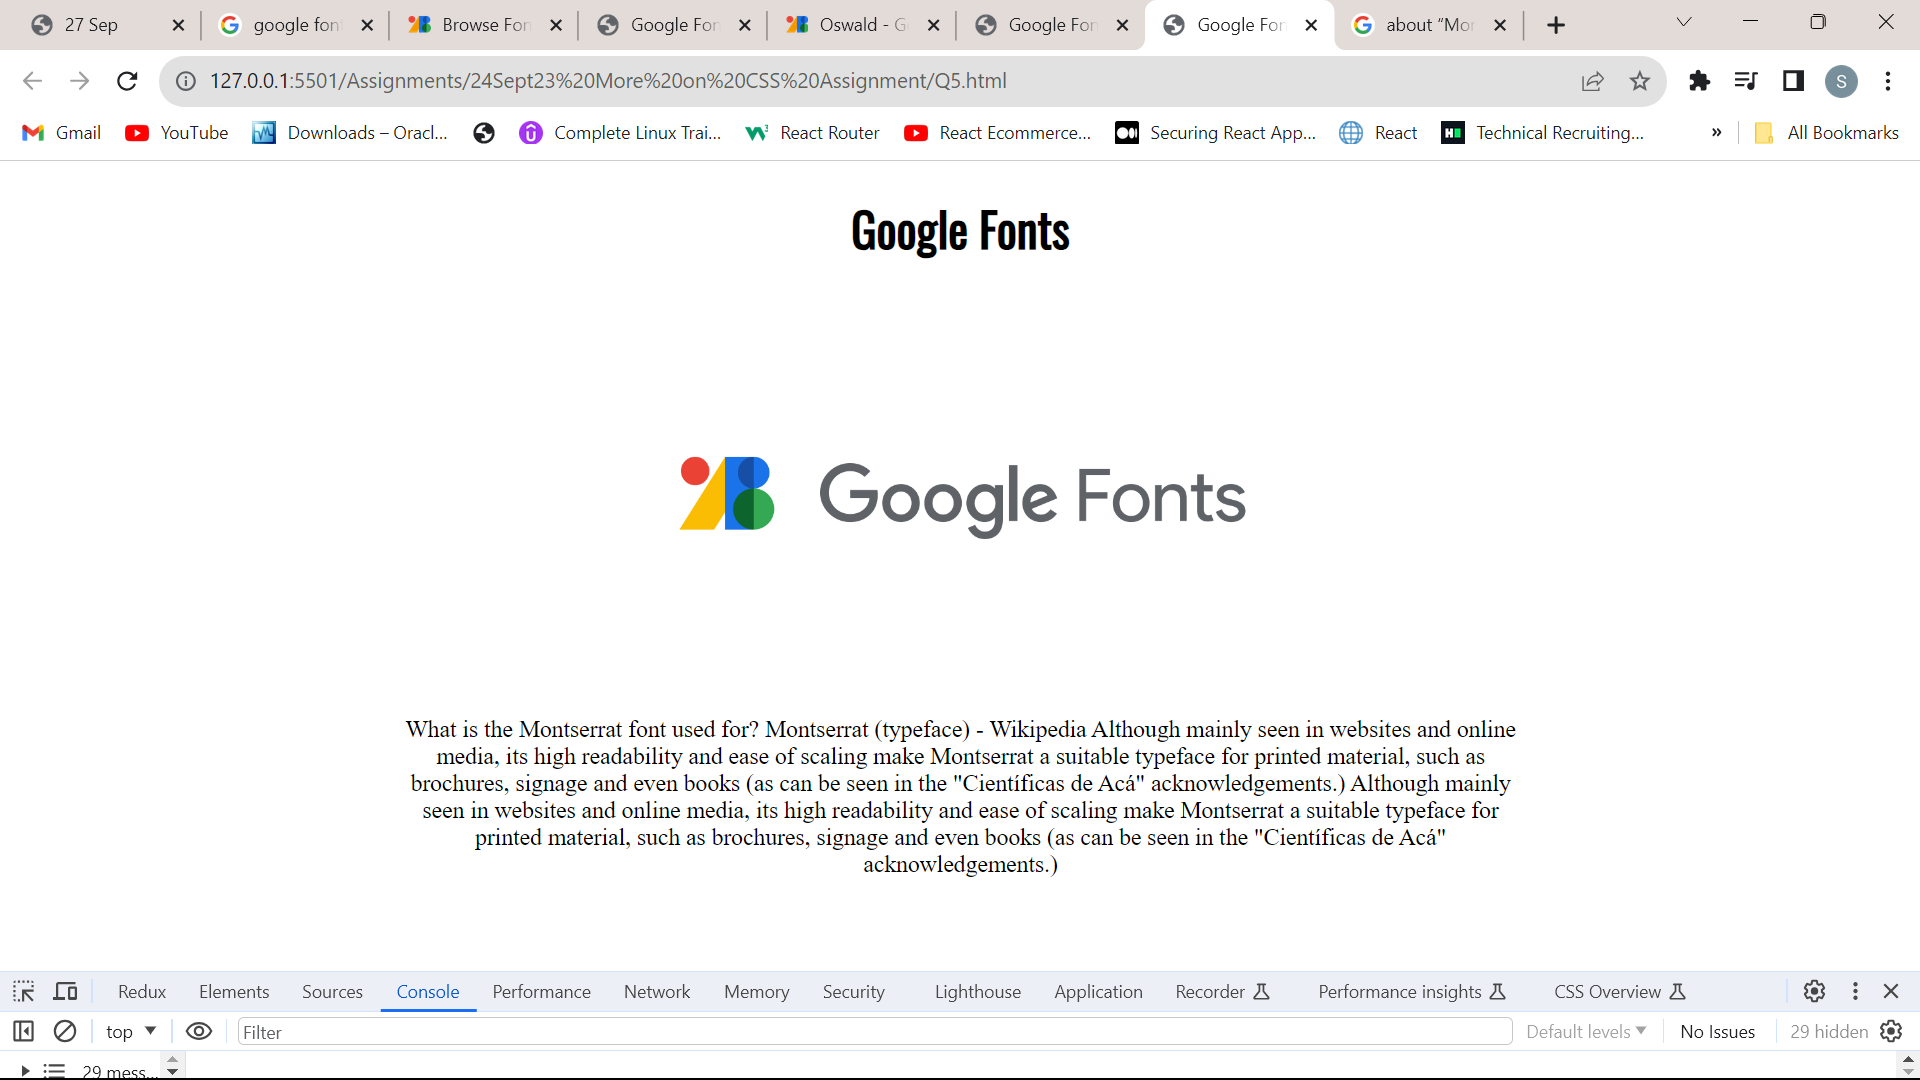 27 Sep
google fon
Browse Fon
Google Fon
Oswald - G
Google Fon
Google Fon
about “Mon
127.0.0.1:5501/Assignments/24Sept23%20More%20on%20CSS%20Assignment/Q5.html
S
Gmail
YouTube
Downloads – Oracl...
Complete Linux Trai...
React Router
React Ecommerce...
Securing React App...
React
Technical Recruiting...
»
All Bookmarks
Google Fonts
Google Fonts
What is the Montserrat font used for? Montserrat (typeface) - Wikipedia Although mainly seen in websites and online
media, its high readability and ease of scaling make Montserrat a suitable typeface for printed material, such as
brochures, signage and even books (as can be seen in the "Científicas de Acá" acknowledgements.) Although mainly
seen in websites and online media, its high readability and ease of scaling make Montserrat a suitable typeface for
printed material, such as brochures, signage and even books (as can be seen in the "Científicas de Acá"
acknowledgements.)
Redux
Elements
Sources
Console
Performance
Network
Memory
Security
Lighthouse
Application
Recorder
Performance insights
CSS Overview
top
Filter
Default levels
No Issues
29 hidden
29 mess...